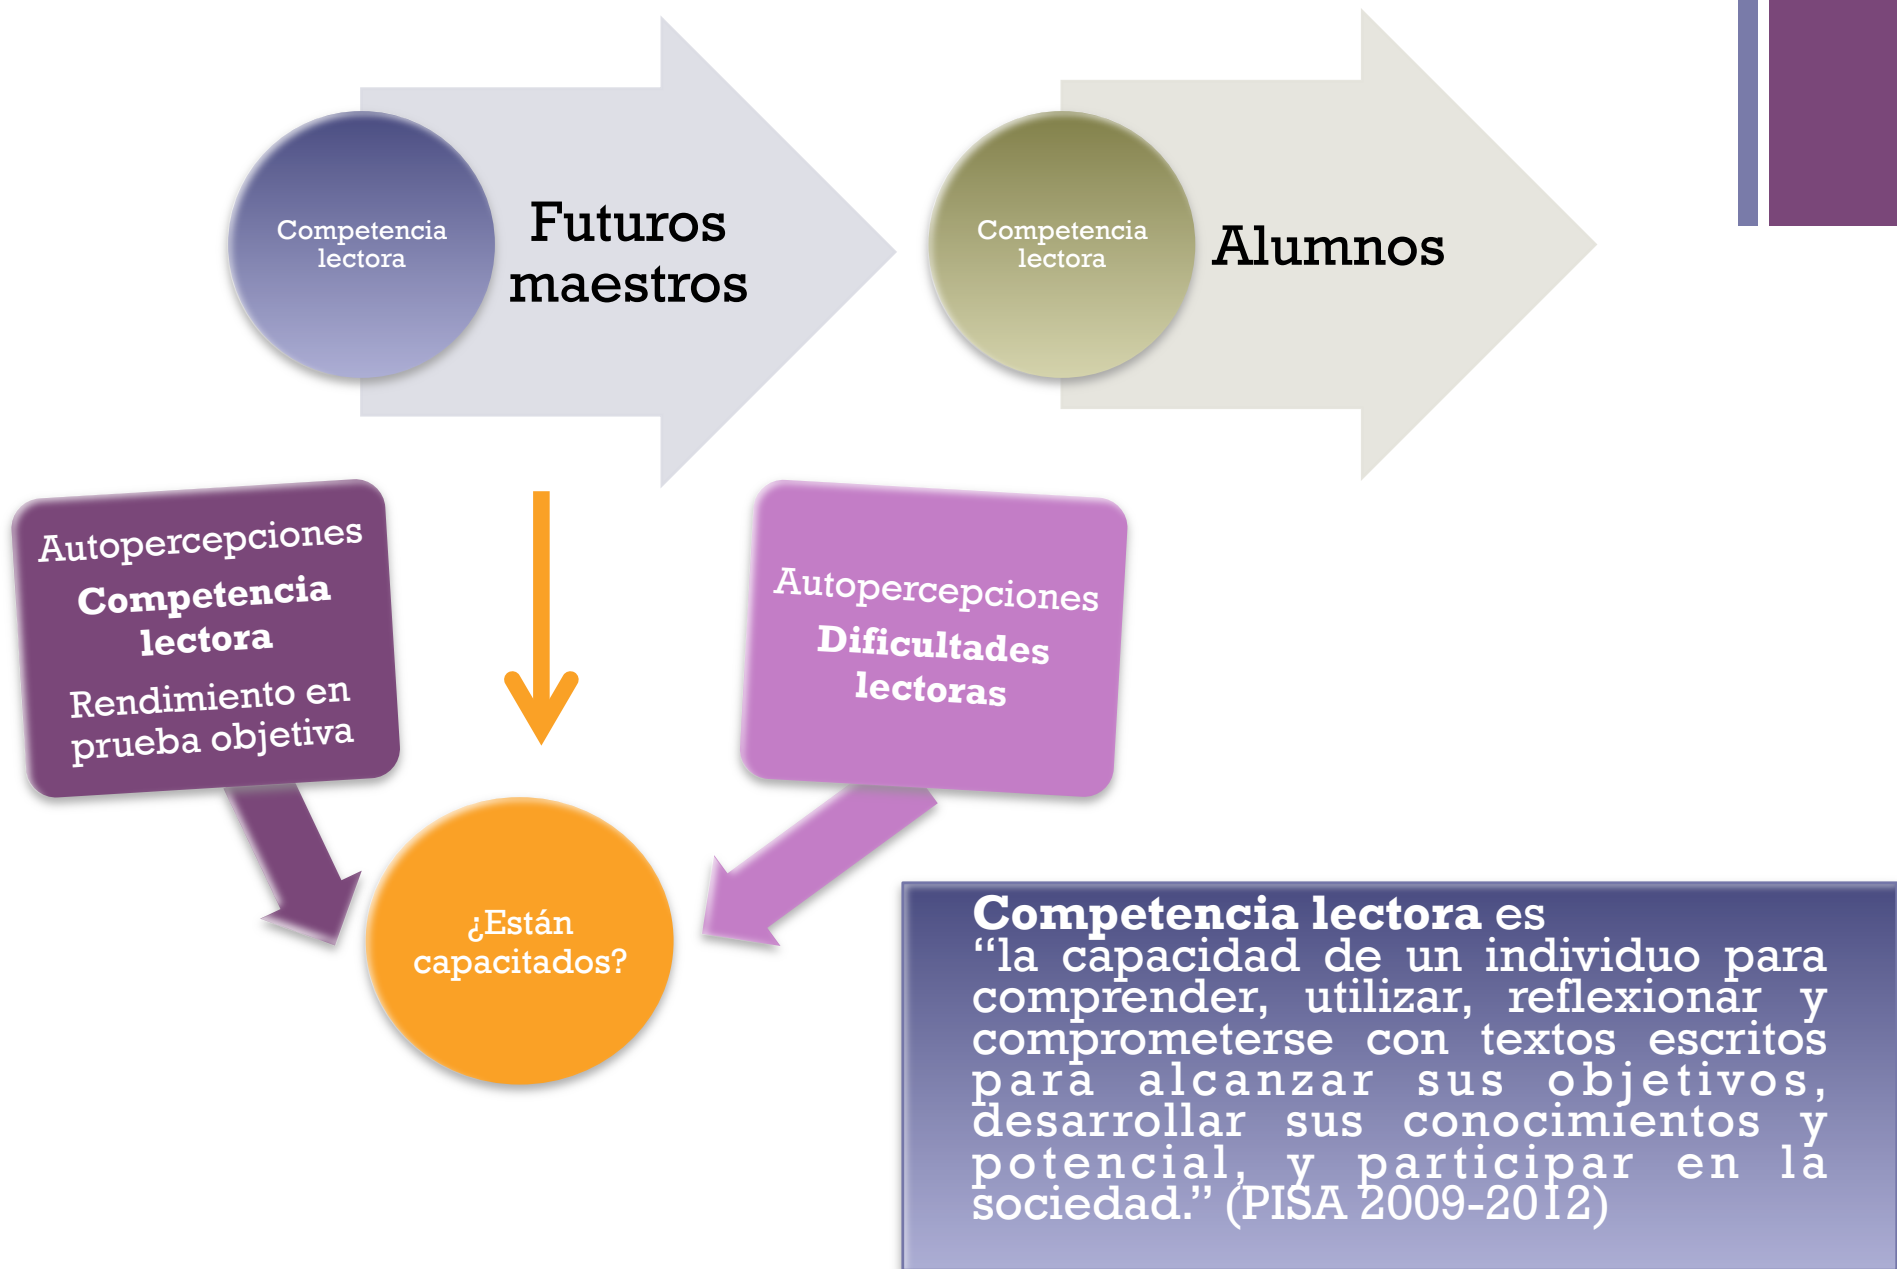 Competencia
lectora
Futuros
maestros
Competencia
lectora
Alumnos
Autopercepciones
Competencia
lectora
Rendimiento en
prueba objetiva
Autopercepciones
Dificultades
lectoras
¿Están
capacitados?
Competencia lectora es
“la capacidad de un individuo para
comprender, utilizar, reflexionar y
comprometerse con textos escritos
para alcanzar sus objetivos,
desarrollar sus conocimientos y
potencial, y participar en la
sociedad.” (PISA 2009-2012)